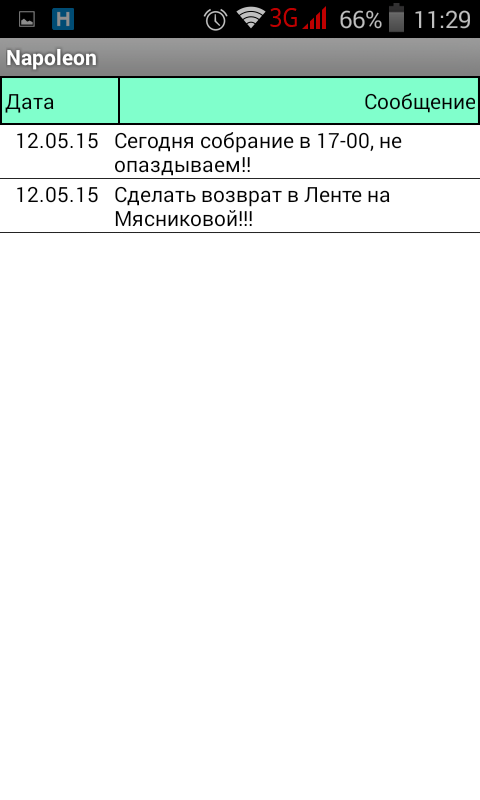 H 3G 66% 11:29
Napoleon
Дата Сообщение
12.05.15 Сегодня собрание в 17-00, не
опаздываем!!
12.05.15 Сделать возврат в Ленте на
Мясниковой!!!